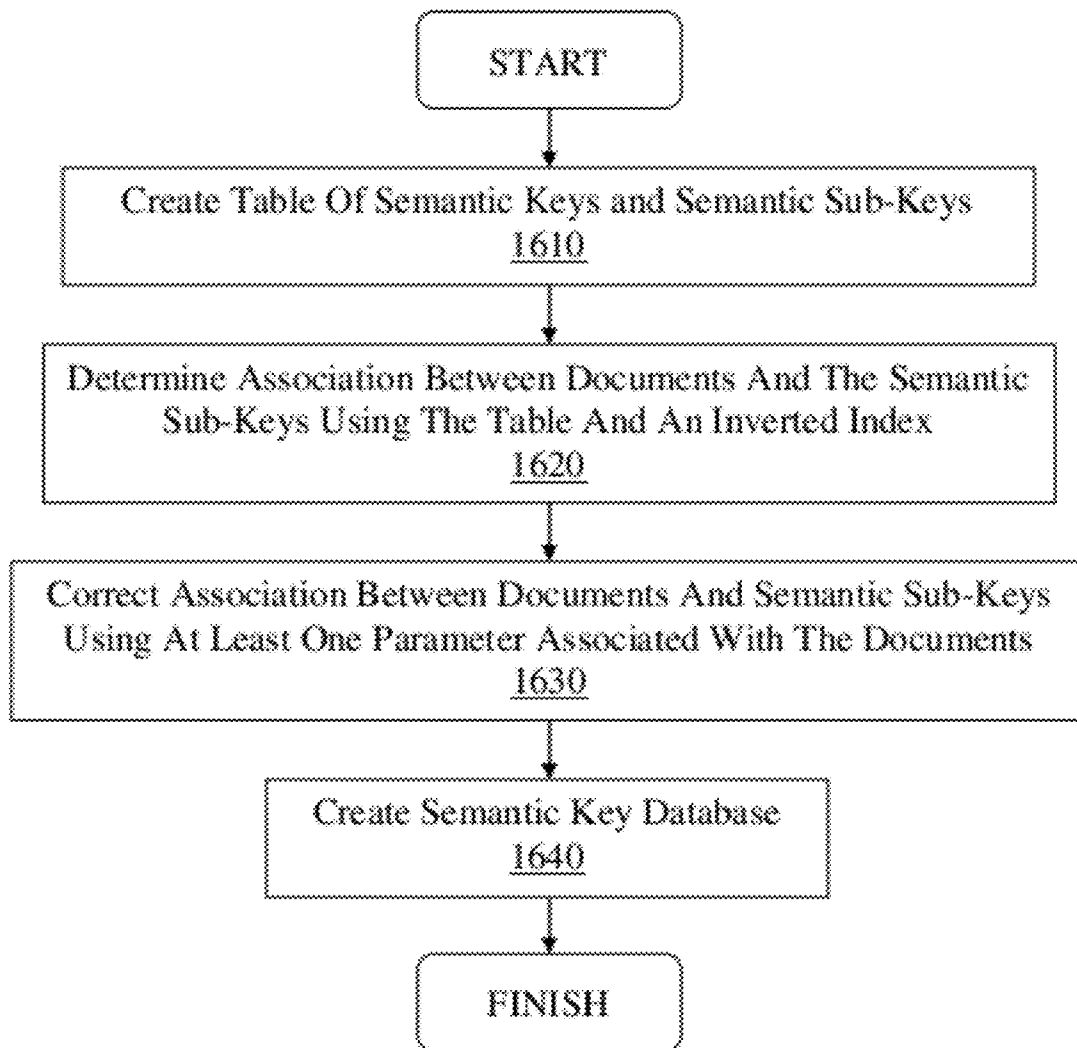 START
Create Table Of Semantic Keys and Semantic Sub-Keys
1610
Determine Association Between Documents And The Semantic
Sub-Keys Using The Table And An Inverted Index
1620
Correct Association Between Documents And Semantic Sub-Keys
Using At Least One Parameter Associated With The Documents
1630
Create Semantic Key Database
1640
FINISH